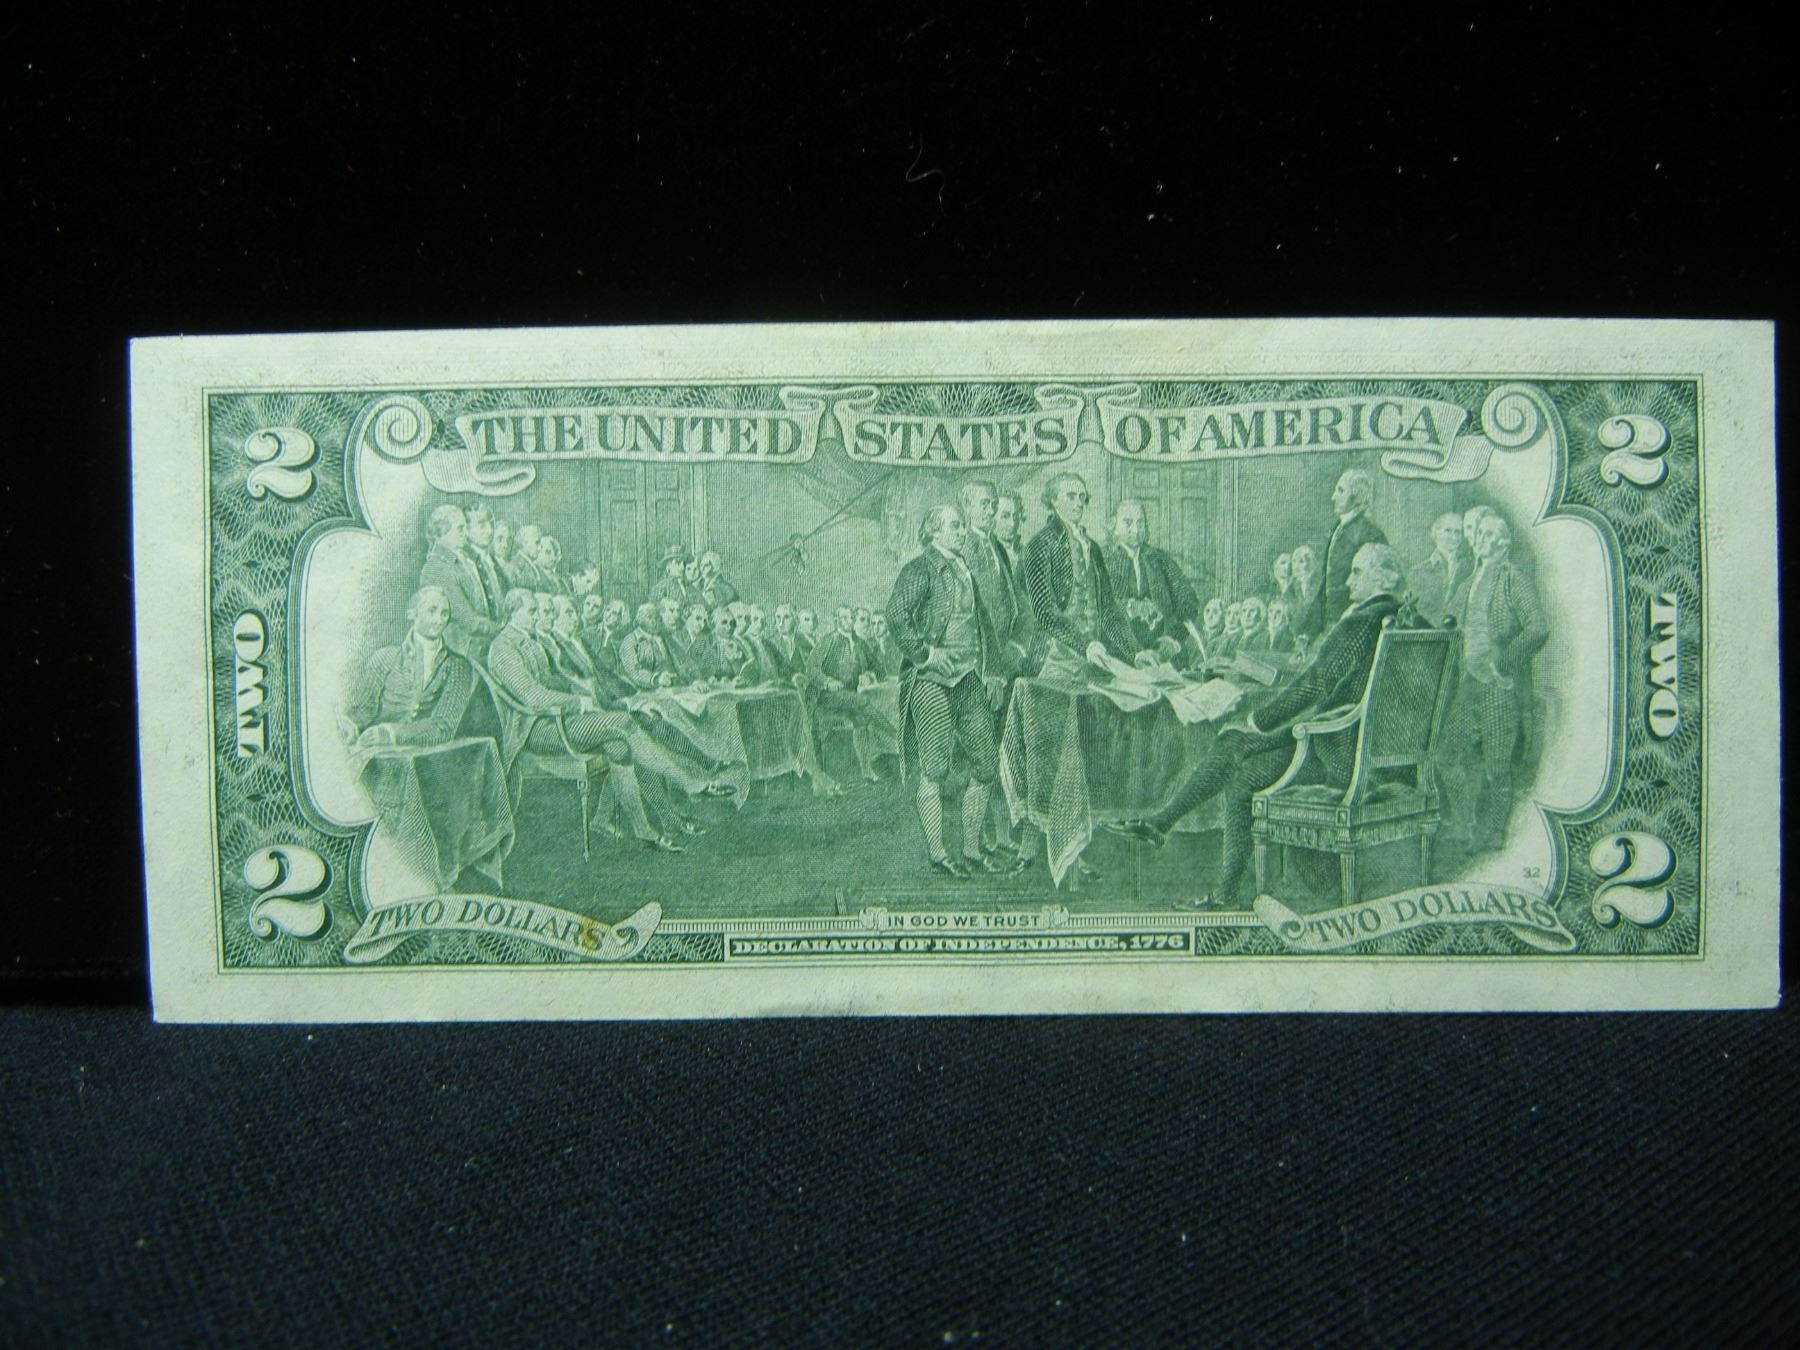 THE UNITED STATES OF AMERICA
2 2
TWO TWO
2 2
32
TWO DOLLARS TWO DOLLARS
IN GOD WE TRUST
DECLARATION OF INDEPENDENCE, 1776